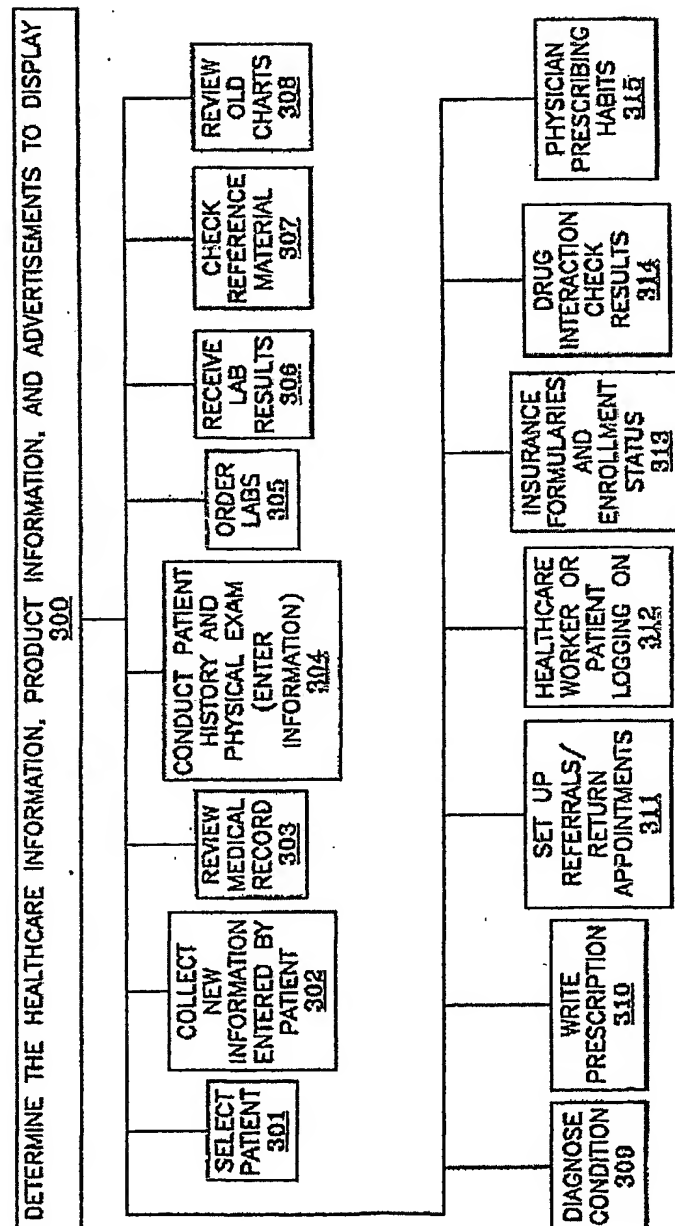 DETERMINE THE HEALTHCARE INFORMATION, PRODUCT INFORMATION, AND ADVERTISEMENTS TO DISPLAY
300
SELECT
PATIENT
301
COLLECT
NEW
INFORMATION
ENTERED BY
PATIENT
302
REVIEW
MEDICAL
RECORD
303
CONDUCT PATIENT
HISTORY AND
PHYSICAL EXAM
(ENTER
INFORMATION)
304
ORDER
LABS
305
RECEIVE
LAB
RESULTS
306
CHECK
REFERENCE
MATERIAL
307
REVIEW
OLD
CHARTS
308
DIAGNOSE
CONDITION
309
WRITE
PRESCRIPTION
310
SET UP
REFERRALS/
RETURN
APPOINTMENTS
311
HEALTHCARE
WORKER OR
PATIENT
LOGGING ON
312
INSURANCE
FORMULARIES
AND
ENROLLMENT
STATUS
313
DRUG
INTERACTION
CHECK
RESULTS
314
PHYSICIAN
PRESCRIBING
HABITS
315